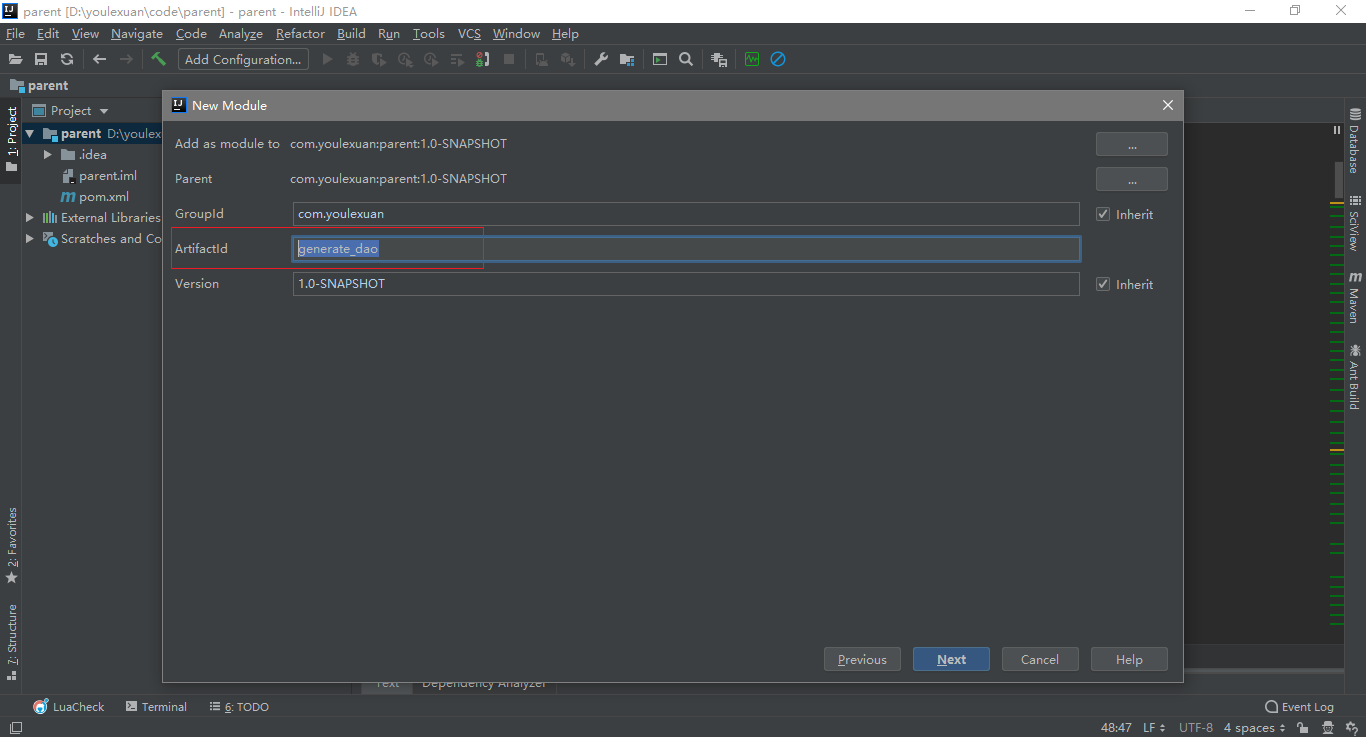 parent [D:\youlexuan\code\parent] - parent - IntelliJ IDEA
File Edit View Navigate Code Analyze Refactor Build Run Tools VCS Window Help
Add Configuration...
parent
Project
New Module
1: Project
parent D:\youlex
.idea
parent.iml
pom.xml
External Libraries
Scratches and Co
Add as module to com.youlexuan:parent:1.0-SNAPSHOT ...
Parent com.youlexuan:parent:1.0-SNAPSHOT ...
GroupId com.youlexuan Inherit
ArtifactId generate_dao
Version 1.0-SNAPSHOT Inherit
Database
SciView
Maven
Ant Build
2: Favorites
7: Structure
Previous Next Cancel Help
Text Dependency Analyzer
LuaCheck Terminal 6: TODO Event Log
48:47 LF UTF-8 4 spaces